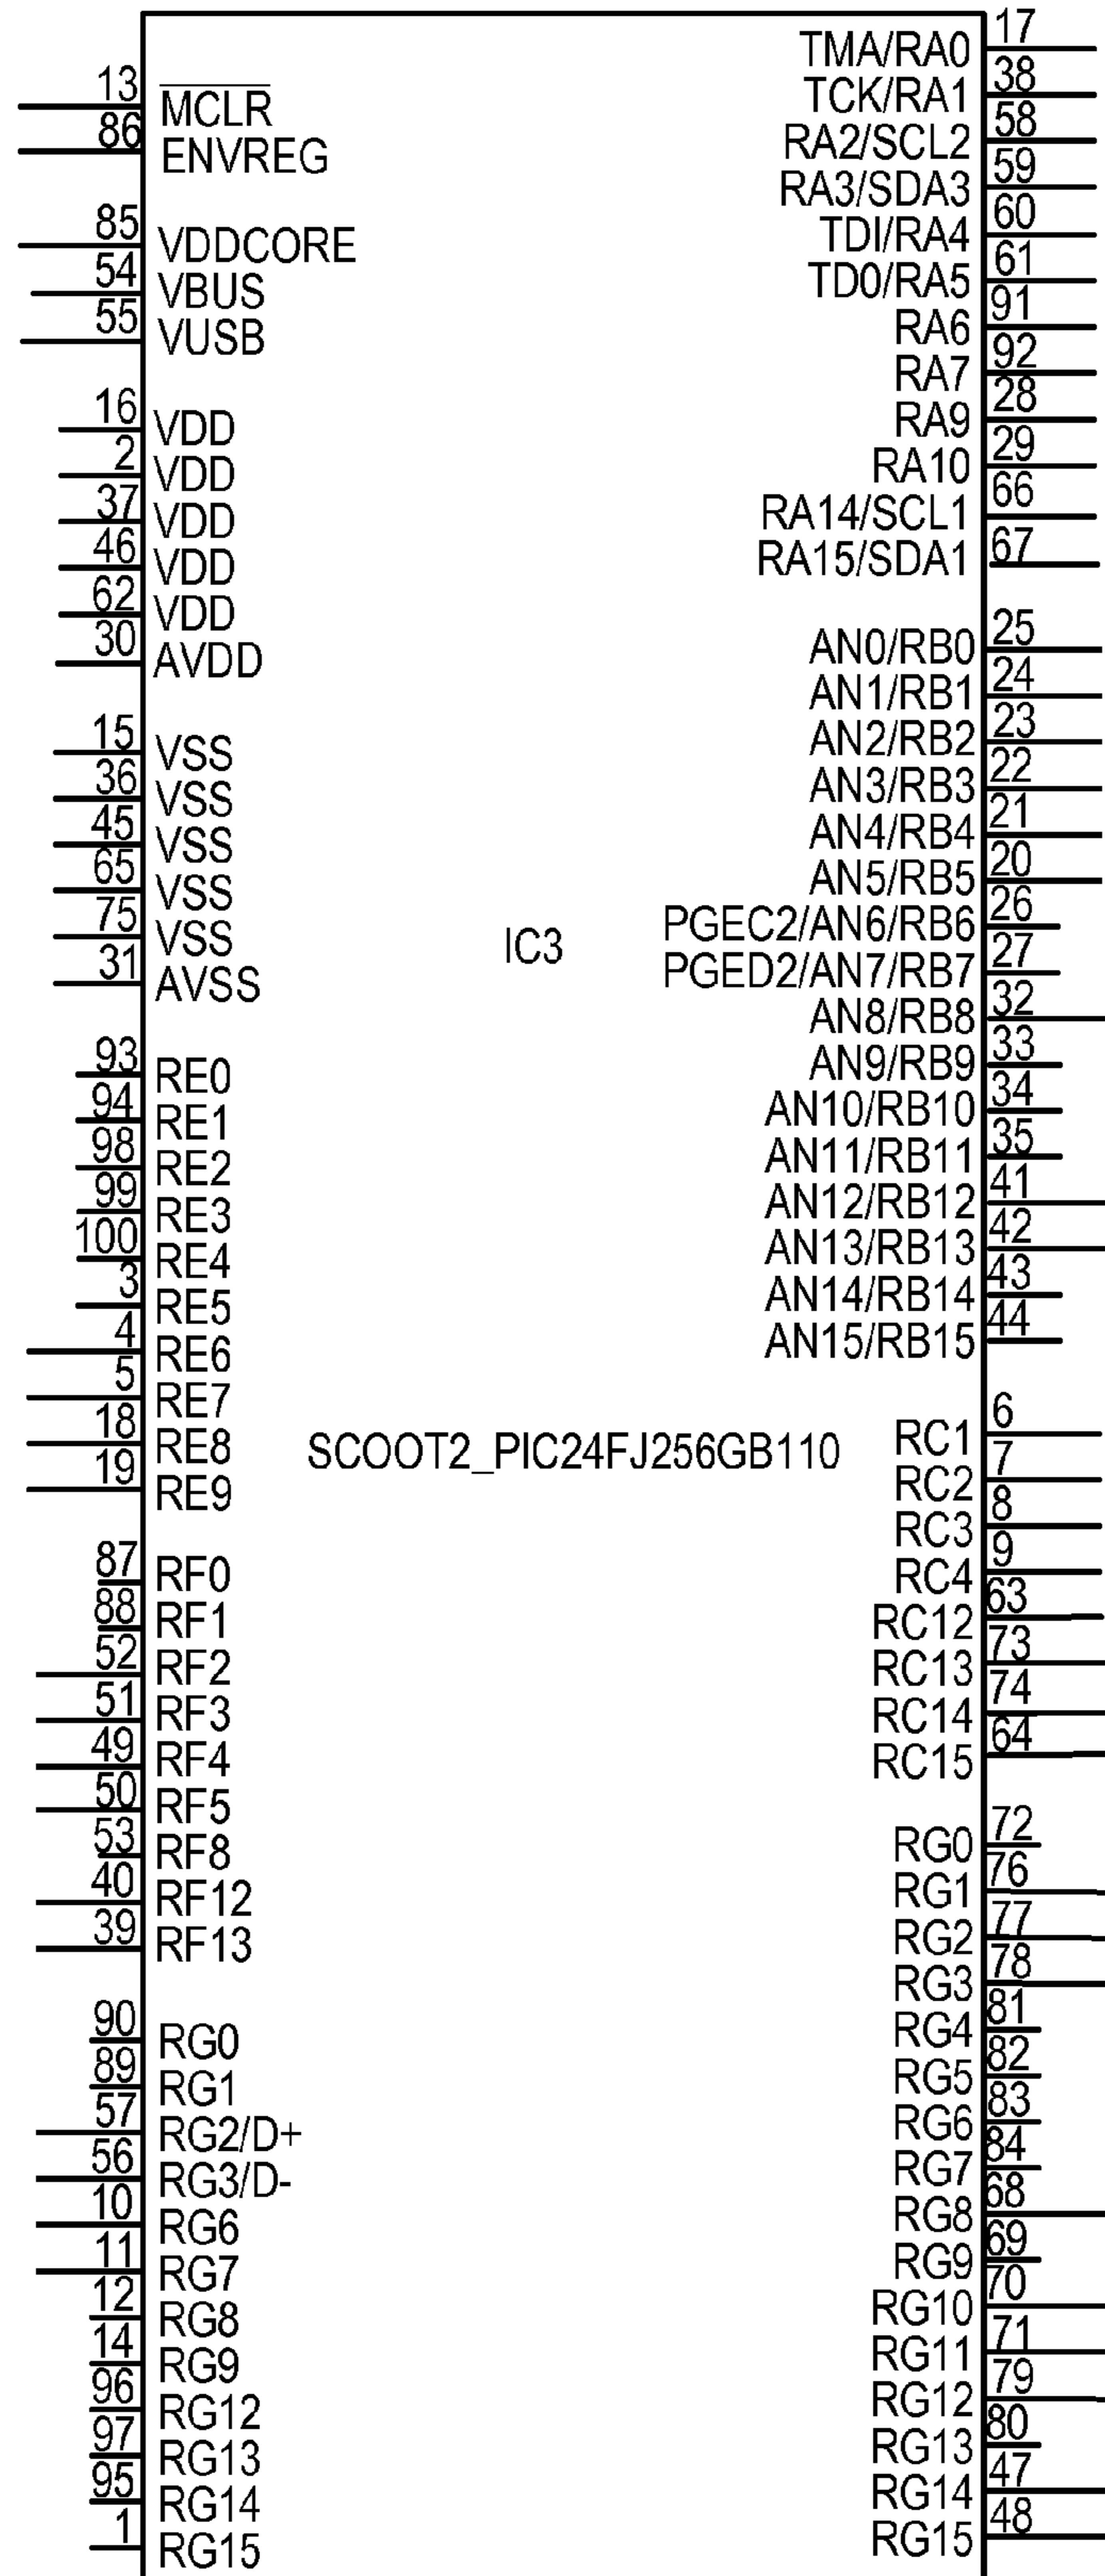 13 MCLR
86 ENVREG
85 VDDCORE
54 VBUS
55 VUSB
16 VDD
2 VDD
37 VDD
46 VDD
62 VDD
30 AVDD
15 VSS
36 VSS
45 VSS
65 VSS
75 VSS
31 AVSS
93 RE0
94 RE1
98 RE2
99 RE3
100 RE4
3 RE5
4 RE6
5 RE7
18 RE8
19 RE9
87 RF0
88 RF1
52 RF2
51 RF3
49 RF4
50 RF5
53 RF8
40 RF12
39 RF13
90 RG0
89 RG1
57 RG2/D+
56 RG3/D-
10 RG6
11 RG7
12 RG8
14 RG9
96 RG12
97 RG13
95 RG14
1 RG15
IC3
SCOOT2_PIC24FJ256GB110
TMA/RA0 17
TCK/RA1 38
RA2/SCL2 58
RA3/SDA3 59
TDI/RA4 60
TD0/RA5 61
RA6 91
RA7 92
RA9 28
RA10 29
RA14/SCL1 66
RA15/SDA1 67
AN0/RB0 25
AN1/RB1 24
AN2/RB2 23
AN3/RB3 22
AN4/RB4 21
AN5/RB5 20
PGEC2/AN6/RB6 26
PGED2/AN7/RB7 27
AN8/RB8 32
AN9/RB9 33
AN10/RB10 34
AN11/RB11 35
AN12/RB12 41
AN13/RB13 42
AN14/RB14 43
AN15/RB15 44
RC1 6
RC2 7
RC3 8
RC4 9
RC12 63
RC13 73
RC14 74
RC15 64
RG0 72
RG1 76
RG2 77
RG3 78
RG4 81
RG5 82
RG6 83
RG7 84
RG8 68
RG9 69
RG10 70
RG11 71
RG12 79
RG13 80
RG14 47
RG15 48